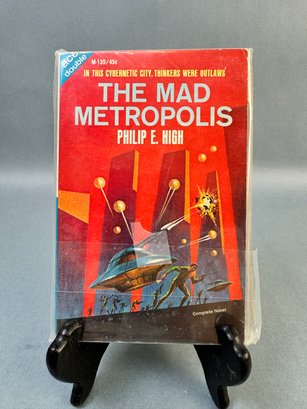 ace
double
M-135/45¢
IN THIS CYBERNETIC CITY, THINKERS WERE OUTLAWS
THE MAD
METROPOLIS
PHILIP E. HIGH
Complete Novel